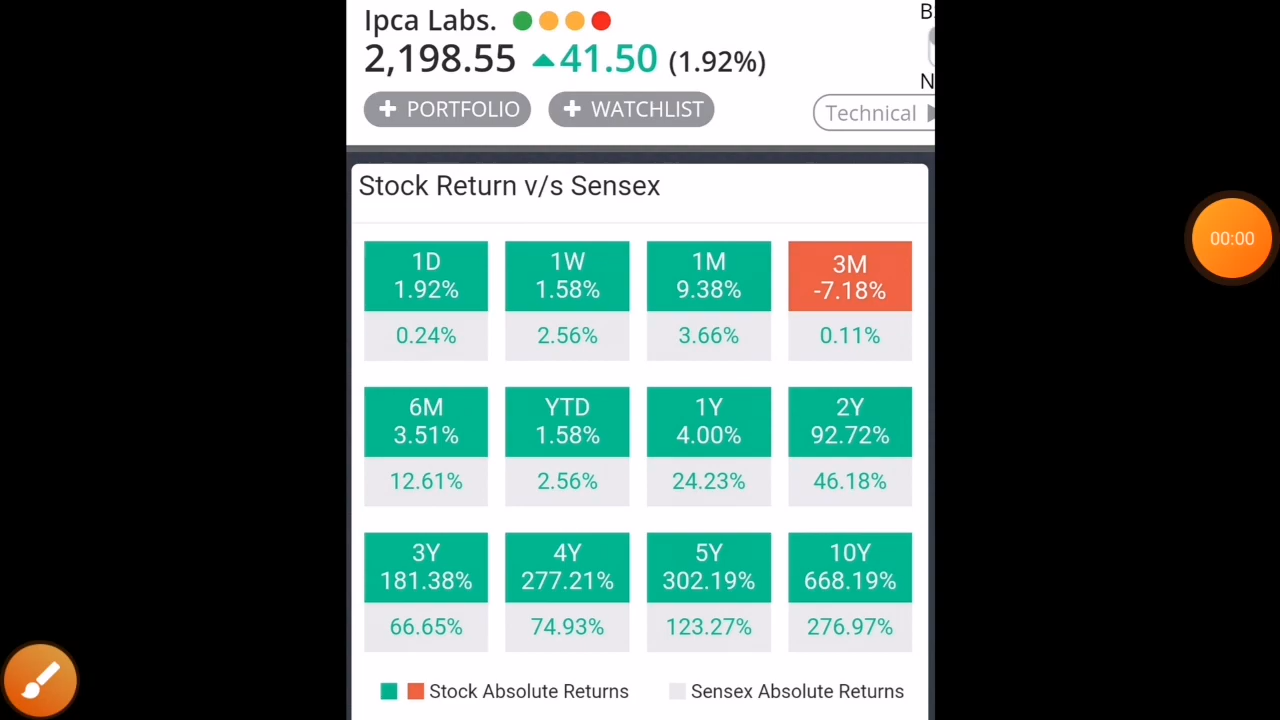 Ipca Labs.
2,198.55 ▲41.50 (1.92%)
+ PORTFOLIO + WATCHLIST
B
N
Technical
Stock Return v/s Sensex
1D 1W 1M 3M
1.92% 1.58% 9.38% -7.18%
0.24% 2.56% 3.66% 0.11%
6M YTD 1Y 2Y
3.51% 1.58% 4.00% 92.72%
12.61% 2.56% 24.23% 46.18%
3Y 4Y 5Y 10Y
181.38% 277.21% 302.19% 668.19%
66.65% 74.93% 123.27% 276.97%
Stock Absolute Returns Sensex Absolute Returns
00:00